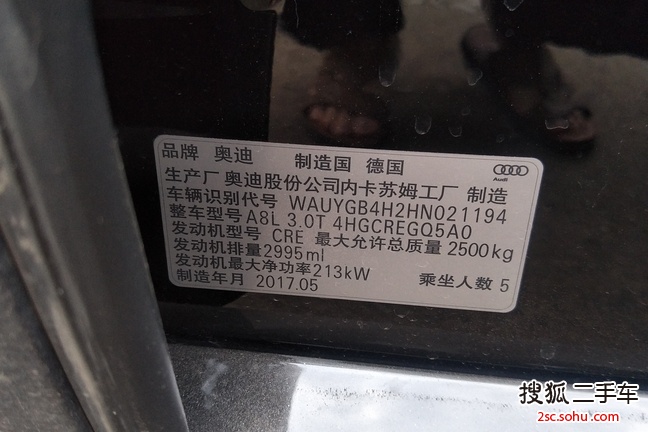 品牌 奥迪 制造国 德国
Audi
生产厂 奥迪股份公司内卡苏姆工厂 制造
车辆识别代号 WAUYGB4H2HN021194
整车型号 A8L 3.0T 4HGCREGQ5A0
发动机型号 CRE 最大允许总质量 2500kg
发动机排量 2995ml
发动机最大净功率 213kW 乘坐人数 5
制造年月 2017.05
搜狐 二手车
2sc.sohu.com